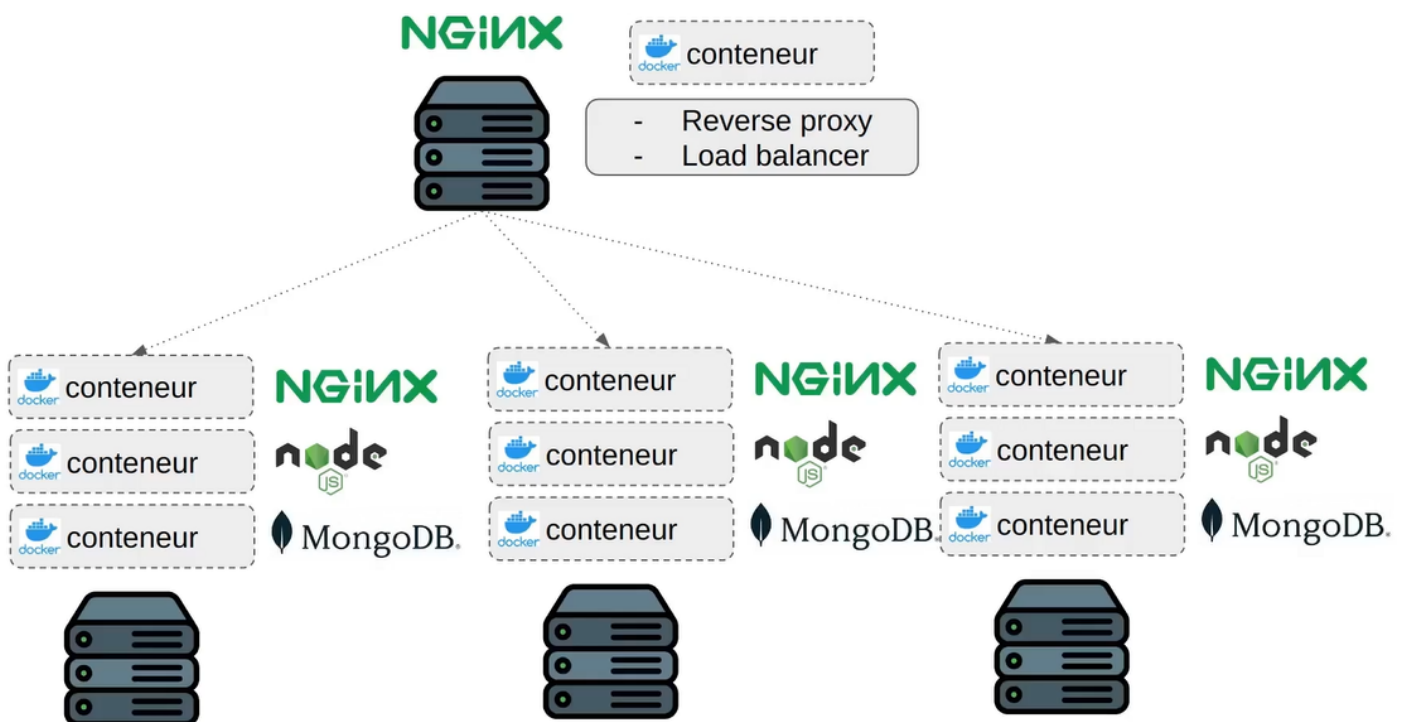 NGINX
docker conteneur
- Reverse proxy
- Load balancer
docker conteneur
NGINX
docker conteneur
node
JS
docker conteneur
MongoDB.
docker conteneur
NGINX
docker conteneur
node
JS
docker conteneur
MongoDB.
docker conteneur
NGINX
docker conteneur
node
JS
docker conteneur
MongoDB.